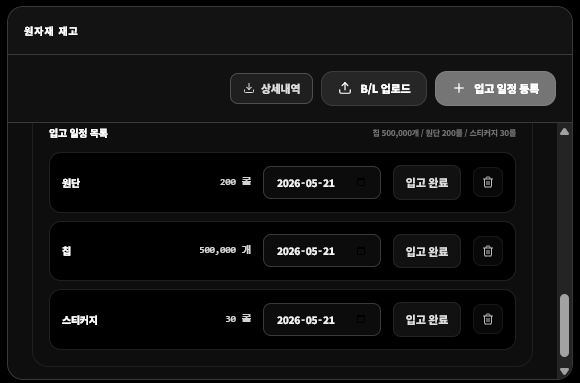 원자재 재고
상세내역
B/L 업로드
입고 일정 등록
입고 일정 목록
칩 500,000개 / 원단 200롤 / 스티커지 30롤
원단
200 롤
2026-05-21
입고 완료
칩
500,000 개
2026-05-21
입고 완료
스티커지
30 롤
2026-05-21
입고 완료